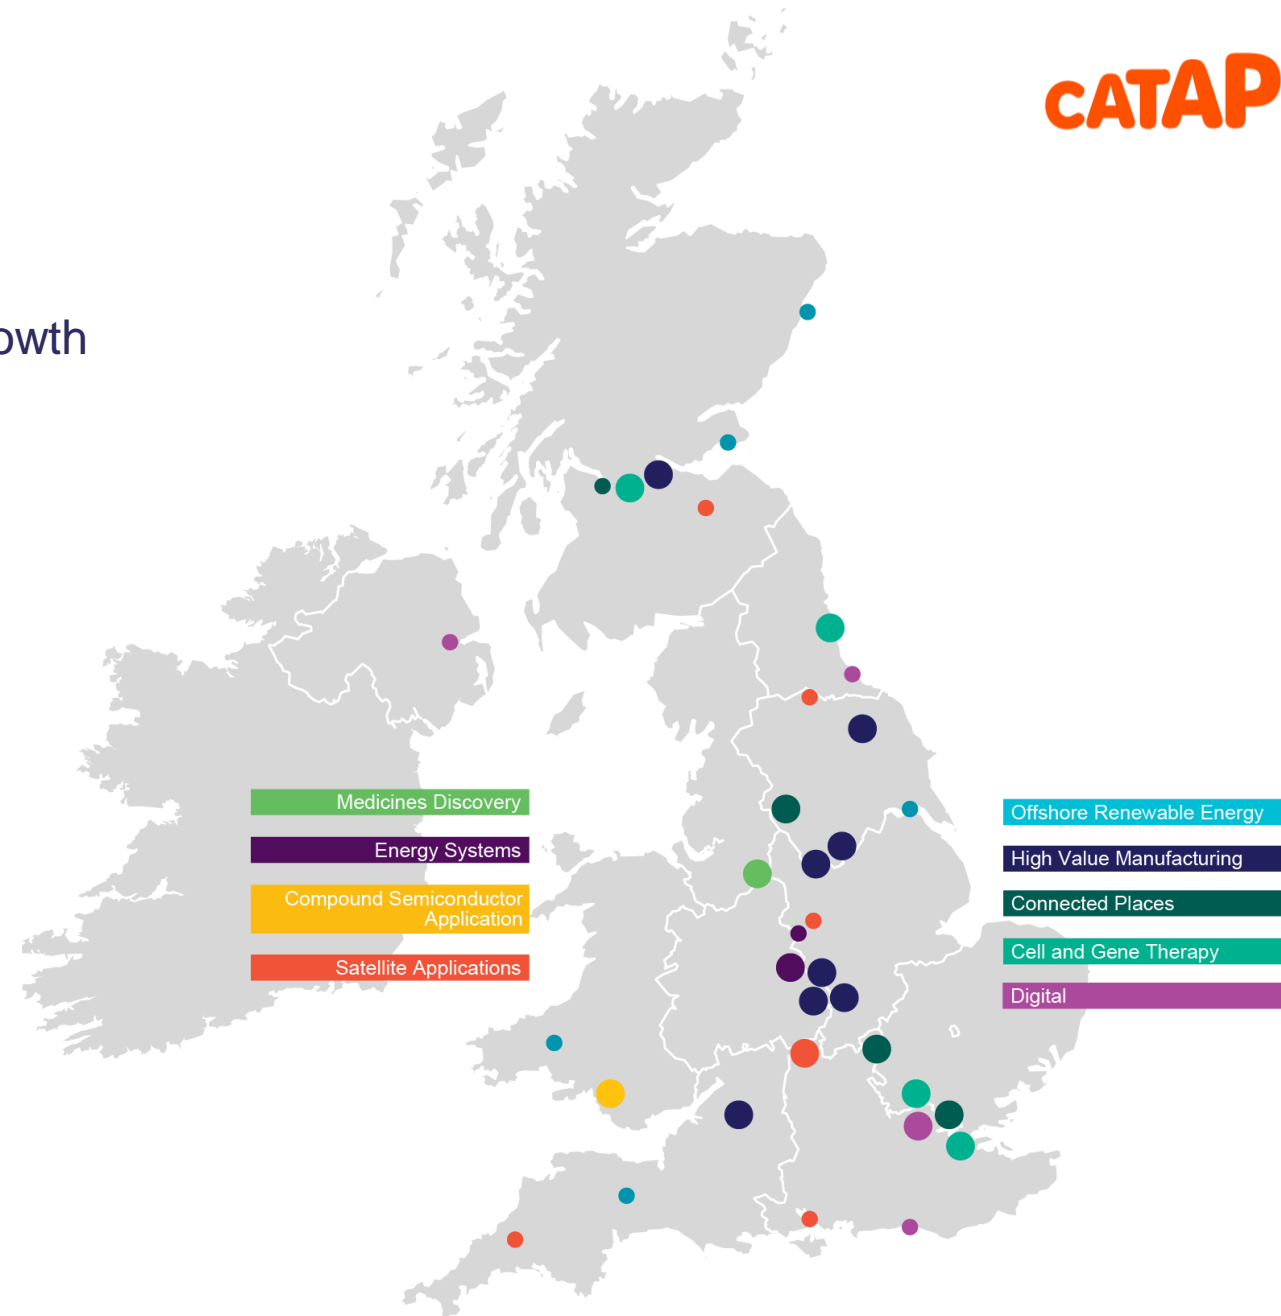 CATAP
owth
Medicines Discovery
Energy Systems
Compound Semiconductor
Application
Satellite Applications
Offshore Renewable Energy
High Value Manufacturing
Connected Places
Cell and Gene Therapy
Digital